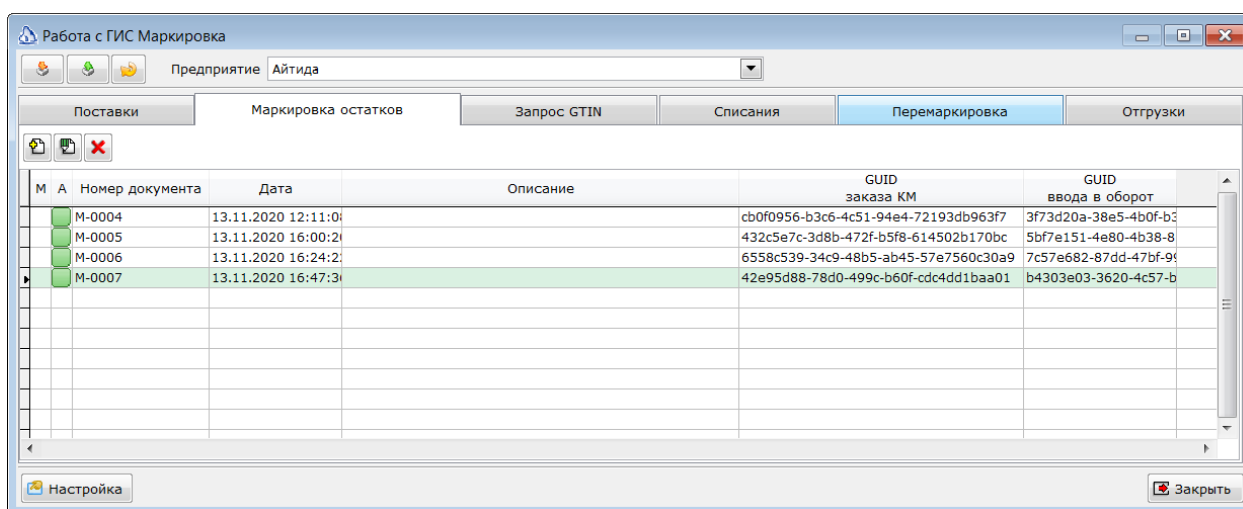 Работа с ГИС Маркировка
Предприятие Айтида
Поставки Маркировка остатков Запрос GTIN Списания Перемаркировка Отгрузки
М А Номер документа Дата Описание GUID заказа КМ GUID ввода в оборот
М-0004 13.11.2020 12:11:0 cb0f0956-b3c6-4c51-94e4-72193db963f7 3f73d20a-38e5-4b0f-b3
М-0005 13.11.2020 16:00:2 432c5e7c-3d8b-472f-b5f8-614502b170bc 5bf7e151-4e80-4b38-8
М-0006 13.11.2020 16:24:2 6558c539-34c9-48b5-ab45-57e7560c30a9 7c57e682-87dd-47bf-9
М-0007 13.11.2020 16:47:3 42e95d88-78d0-499c-b60f-cdc4dd1baa01 b4303e03-3620-4c57-b
Настройка Закрыть